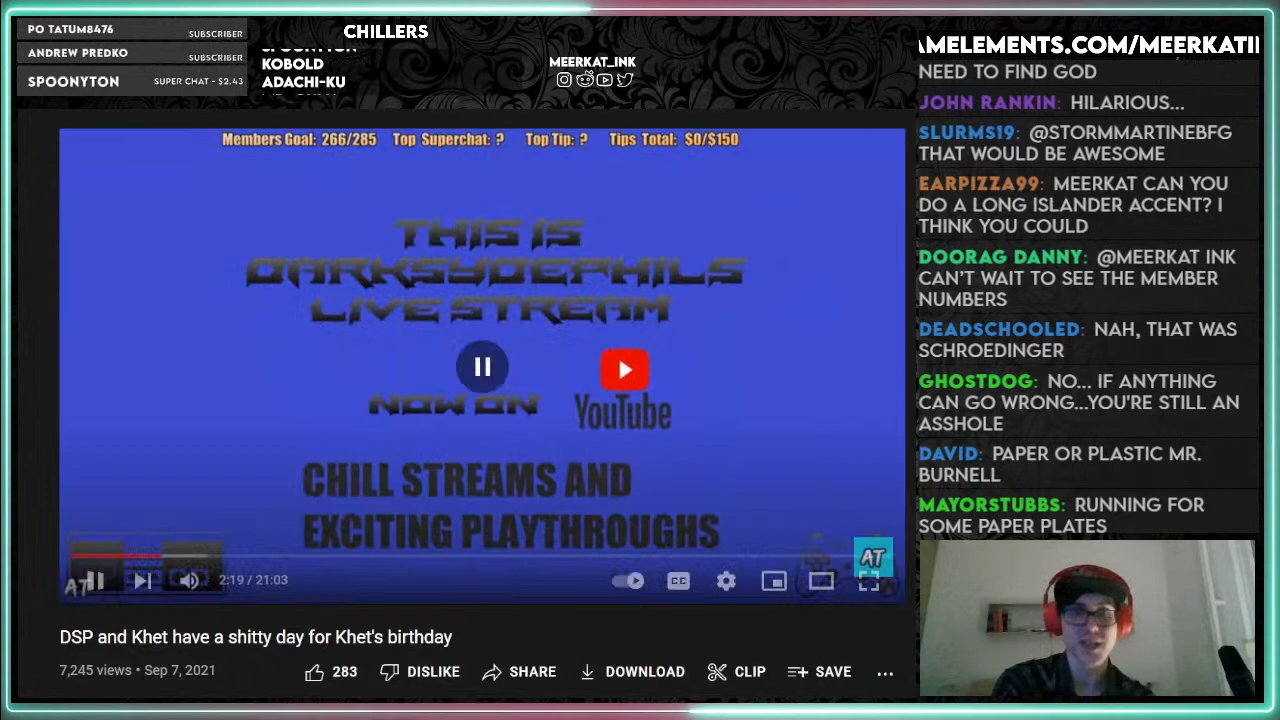 PO TATUM8476 SUBSCRIBER
ANDREW PREDKO SUBSCRIBER
SPOONYTON SUPER CHAT - $2.43
CHILLERS
SPOONYTON
KOBOLD
ADACHI-KU
MEERKAT_INK
AMELEMENTS.COM/MEERKATI
NEED TO FIND GOD
JOHN RANKIN: HILARIOUS...
SLURMS19: @STORMMARTINEBFG
THAT WOULD BE AWESOME
EARPIZZA99: MEERKAT CAN YOU
DO A LONG ISLANDER ACCENT? I
THINK YOU COULD
DOORAG DANNY: @MEERKAT INK
CAN'T WAIT TO SEE THE MEMBER
NUMBERS
DEADSCHOOLED: NAH, THAT WAS
SCHROEDINGER
GHOSTDOG: NO... IF ANYTHING
CAN GO WRONG...YOU'RE STILL AN
ASSHOLE
DAVID: PAPER OR PLASTIC MR.
BURNELL
MAYORSTUBBS: RUNNING FOR
SOME PAPER PLATES
Members Goal: 266/285 Top Superchat: ? Top Tip: ? Tips Total: $0/$150
THIS IS
DARKSYDEPHILS
LIVE STREAM
NOW ON YouTube
CHILL STREAMS AND
EXCITING PLAYTHROUGHS
AT
AT
2:19 / 21:03
CC
DSP and Khet have a shitty day for Khet's birthday
7,245 views • Sep 7, 2021
283 DISLIKE SHARE DOWNLOAD CLIP SAVE ...